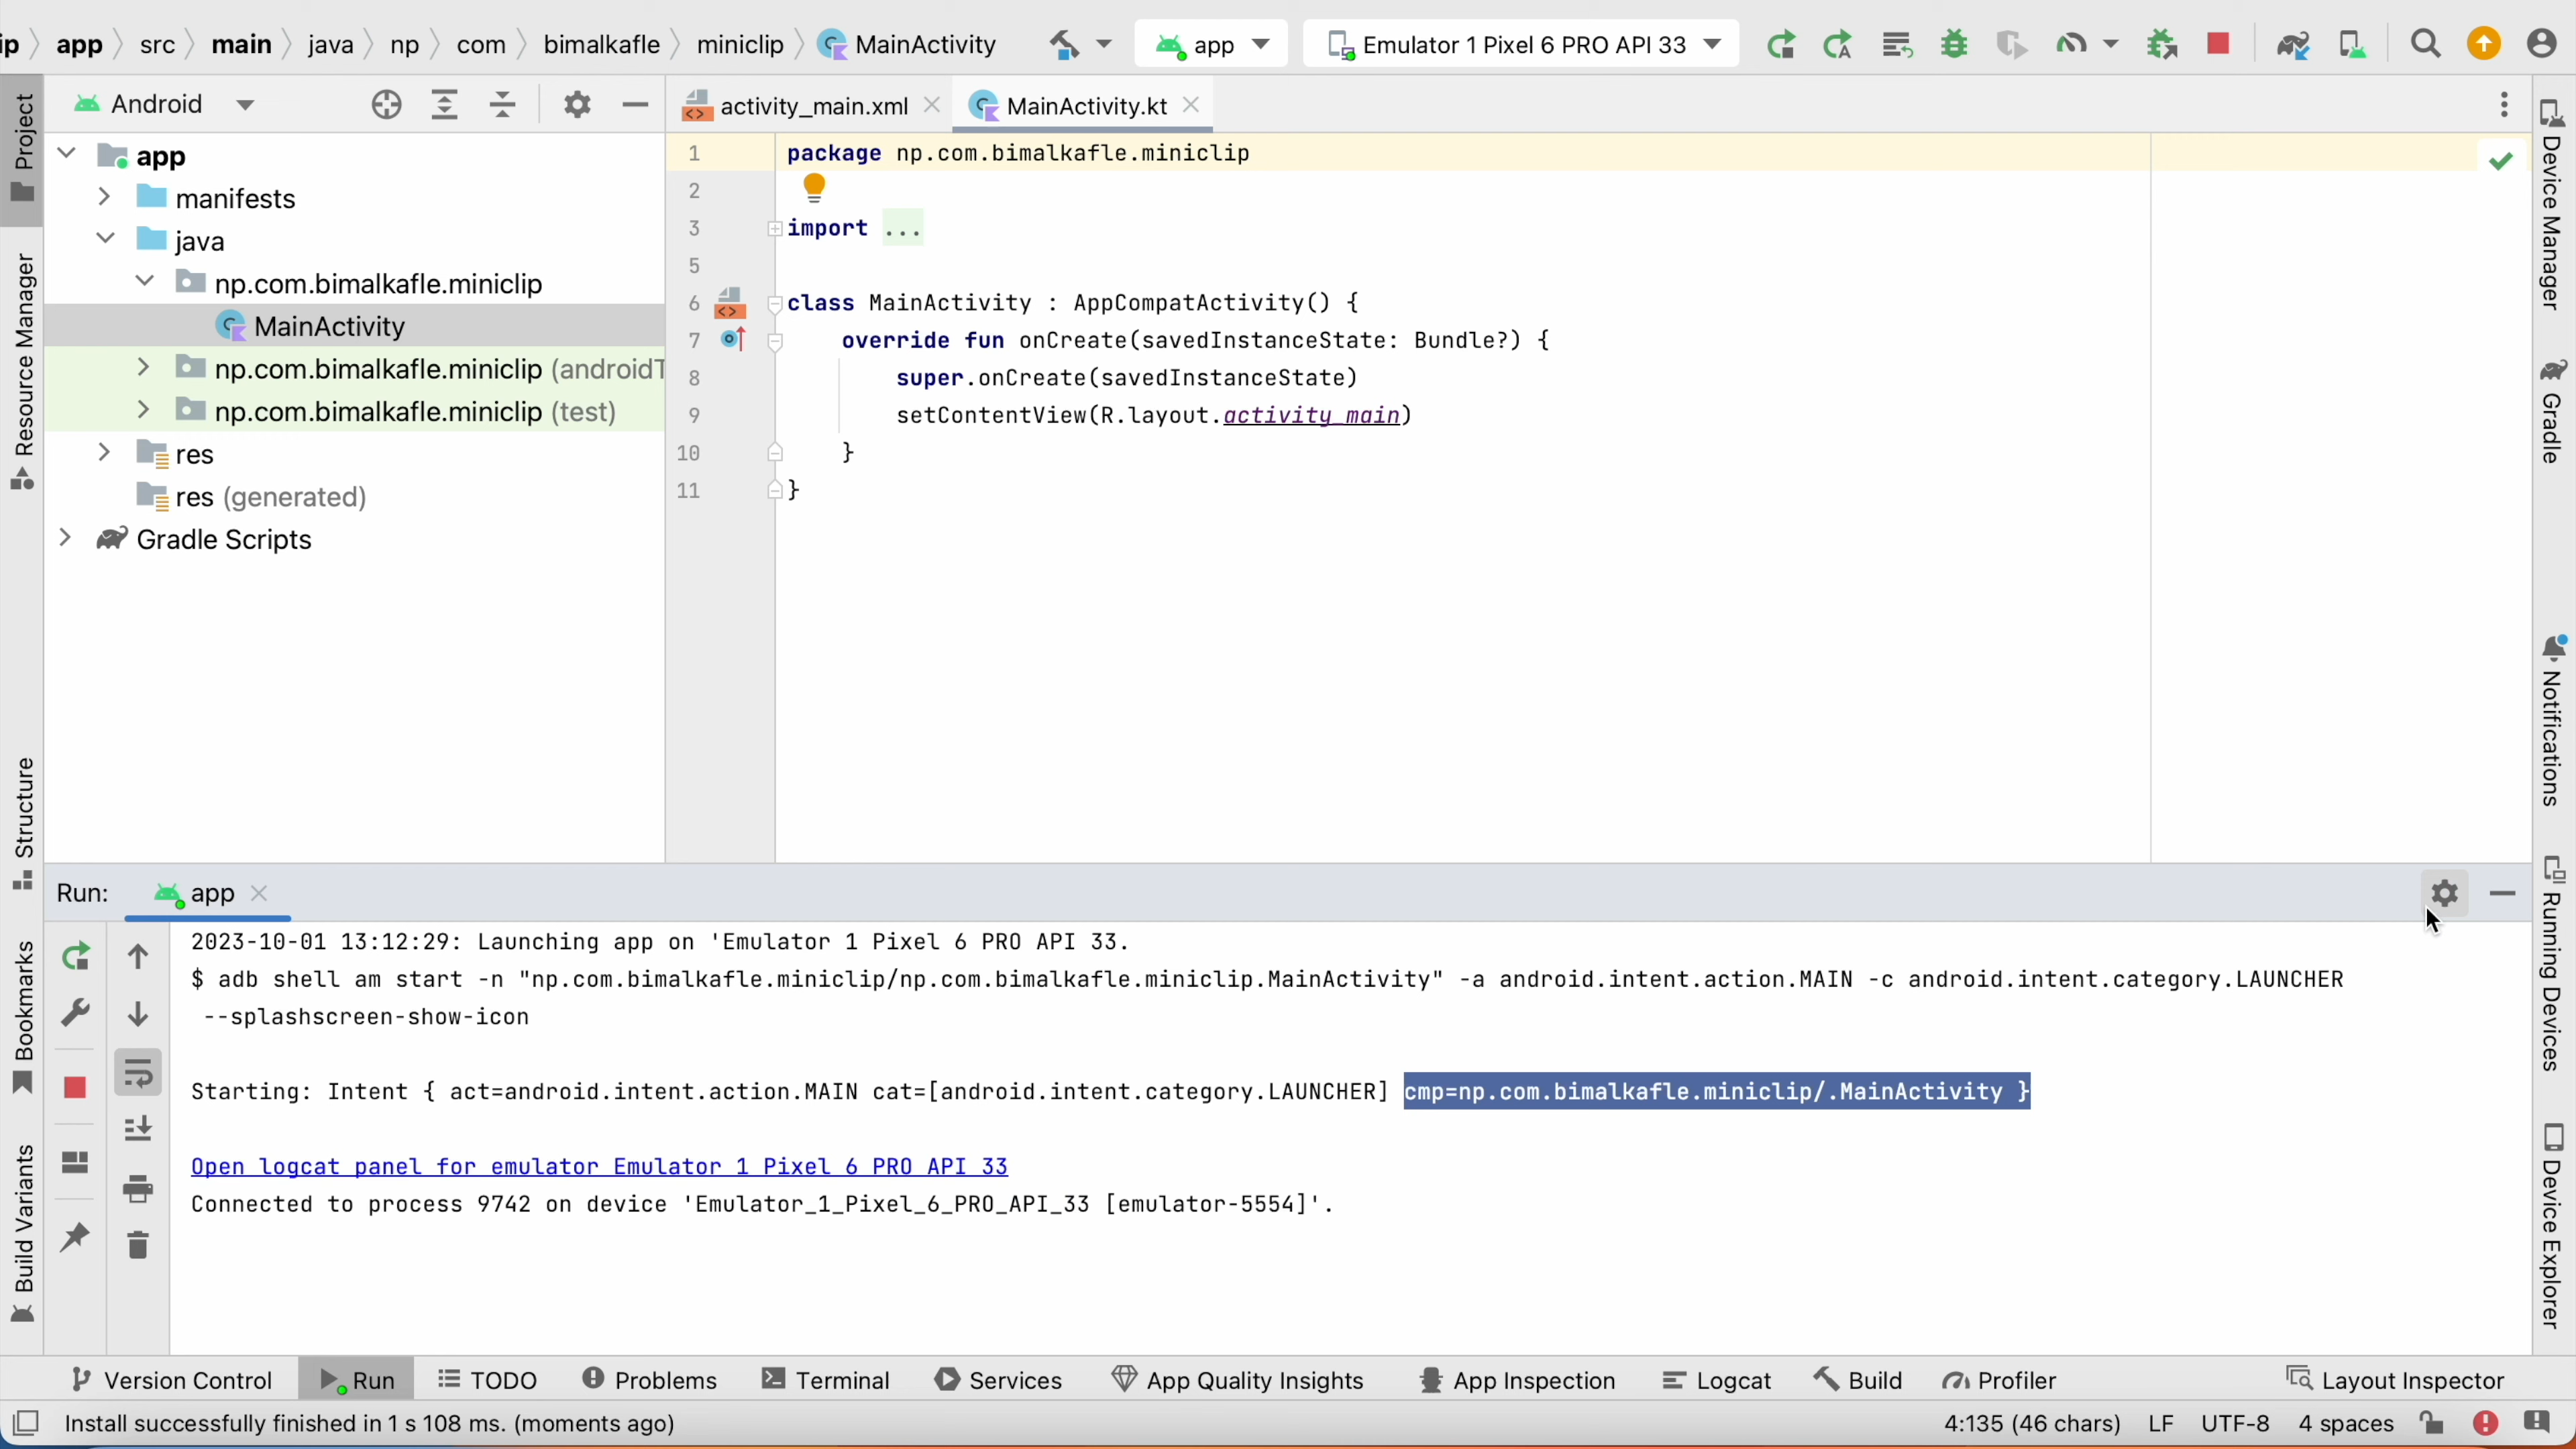 ip app src main java np com bimalkafle miniclip MainActivity app Emulator 1 Pixel 6 PRO API 33
Project
Resource Manager
Structure
Bookmarks
Build Variants
Android
app
manifests
java
np.com.bimalkafle.miniclip
MainActivity
np.com.bimalkafle.miniclip (androidT
np.com.bimalkafle.miniclip (test)
res
res (generated)
Gradle Scripts
activity_main.xml MainActivity.kt
1 package np.com.bimalkafle.miniclip
2
3 import ...
5
6 class MainActivity : AppCompatActivity() {
7 override fun onCreate(savedInstanceState: Bundle?) {
8 super.onCreate(savedInstanceState)
9 setContentView(R.layout.activity_main)
10 }
11 }
Device Manager
Gradle
Notifications
Running Devices
Device Explorer
Run: app
2023-10-01 13:12:29: Launching app on 'Emulator 1 Pixel 6 PRO API 33.
$ adb shell am start -n "np.com.bimalkafle.miniclip/np.com.bimalkafle.miniclip.MainActivity" -a android.intent.action.MAIN -c android.intent.category.LAUNCHER
--splashscreen-show-icon
Starting: Intent { act=android.intent.action.MAIN cat=[android.intent.category.LAUNCHER] cmp=np.com.bimalkafle.miniclip/.MainActivity }
Open logcat panel for emulator Emulator 1 Pixel 6 PRO API 33
Connected to process 9742 on device 'Emulator_1_Pixel_6_PRO_API_33 [emulator-5554]'.
Version Control Run TODO Problems Terminal Services App Quality Insights App Inspection Logcat Build Profiler Layout Inspector
Install successfully finished in 1 s 108 ms. (moments ago) 4:135 (46 chars) LF UTF-8 4 spaces